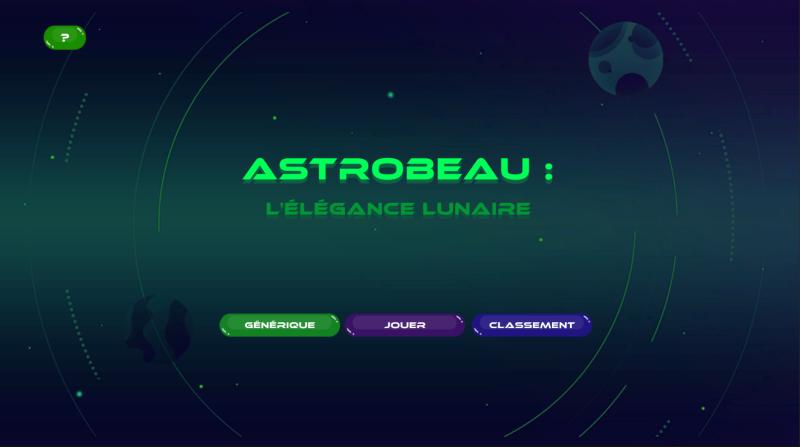 ?
ASTROBEAU :
L'ÉLÉGANCE LUNAIRE
GÉNÉRIQUE
JOUER
CLASSEMENT